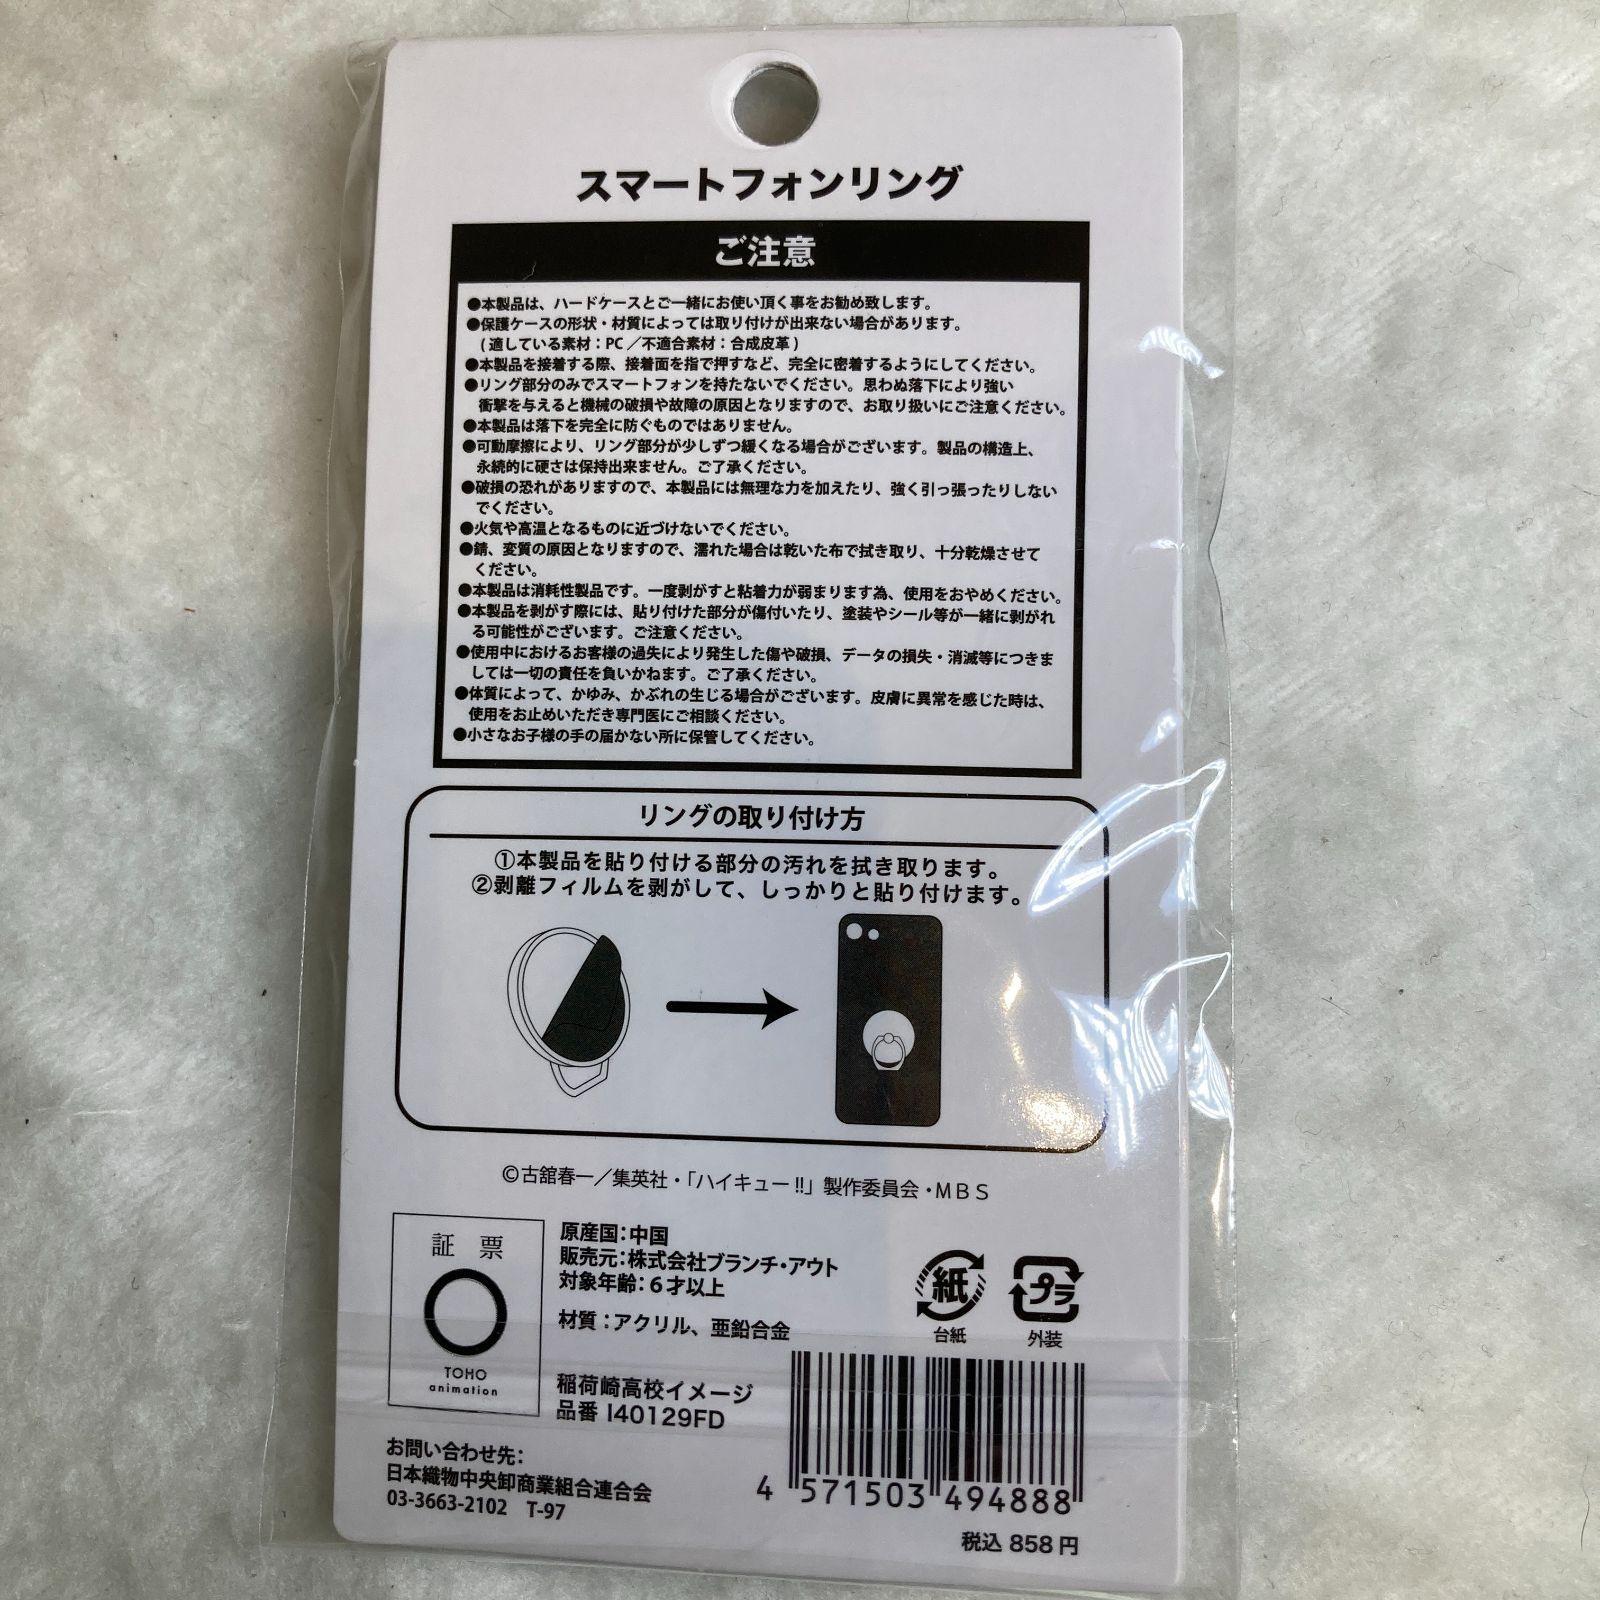 スマートフォンリング
ご注意
●本製品は、ハードケースとご一緒にお使い頂く事をお勧め致します。
●保護ケースの形状・材質によっては取り付けが出来ない場合があります。
(適している素材：PC／不適合素材：合成皮革)
●本製品を接着する際、接着面を指で押すなど、完全に密着するようにしてください。
●リング部分のみでスマートフォンを持たないでください。思わぬ落下により強い
衝撃を与えると機械の破損や故障の原因となりますので、お取り扱いにご注意ください。
●本製品は落下を完全に防ぐものではありません。
●可動摩擦により、リング部分が少しずつ緩くなる場合がございます。製品の構造上、
永続的に硬さは保持出来ません。ご了承ください。
●破損の恐れがありますので、本製品には無理な力を加えたり、強く引っ張ったりしない
でください。
●火気や高温となるものに近づけないでください。
●錆、変質の原因となりますので、濡れた場合は乾いた布で拭き取り、十分乾燥させて
ください。
●本製品は消耗性製品です。一度剥がすと粘着力が弱まります為、使用をおやめください。
●本製品を剥がす際には、貼り付けた部分が傷付いたり、塗装やシール等が一緒に剥がれ
る可能性がございます。ご注意ください。
●使用中におけるお客様の過失により発生した傷や破損、データの損失・消滅等につきま
しては一切の責任を負いかねます。ご了承ください。
●体質によって、かゆみ、かぶれの生じる場合がございます。皮膚に異常を感じた時は、
使用をお止めいただき専門医にご相談ください。
●小さなお子様の手の届かない所に保管してください。
リングの取り付け方
①本製品を貼り付ける部分の汚れを拭き取ります。
②剥離フィルムを剥がして、しっかりと貼り付けます。
©古舘春一／集英社・「ハイキュー!!」製作委員会・MBS
証票
TOHO
animation
原産国：中国
販売元：株式会社ブランチ・アウト
対象年齢：6才以上
材質：アクリル、亜鉛合金
稲荷崎高校イメージ
品番 I40129FD
紙
台紙
プラ
外装
お問い合わせ先：
日本織物中央卸商業組合連合会
03-3663-2102 T-97
4 571503 494888
税込 858円